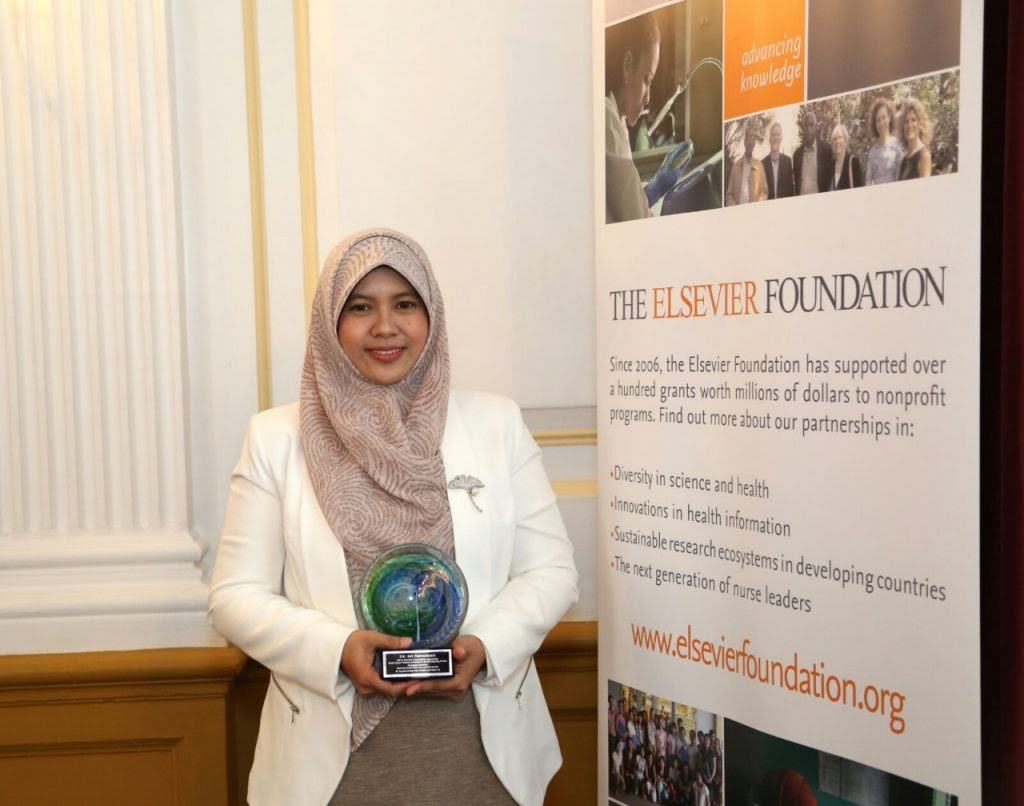 advancing
knowledge
THE ELSEVIER FOUNDATION
Since 2006, the Elsevier Foundation has supported over
a hundred grants worth millions of dollars to nonprofit
programs. Find out more about our partnerships in:
•Diversity in science and health
•Innovations in health information
•Sustainable research ecosystems in developing countries
•The next generation of nurse leaders
www.elsevierfoundation.org